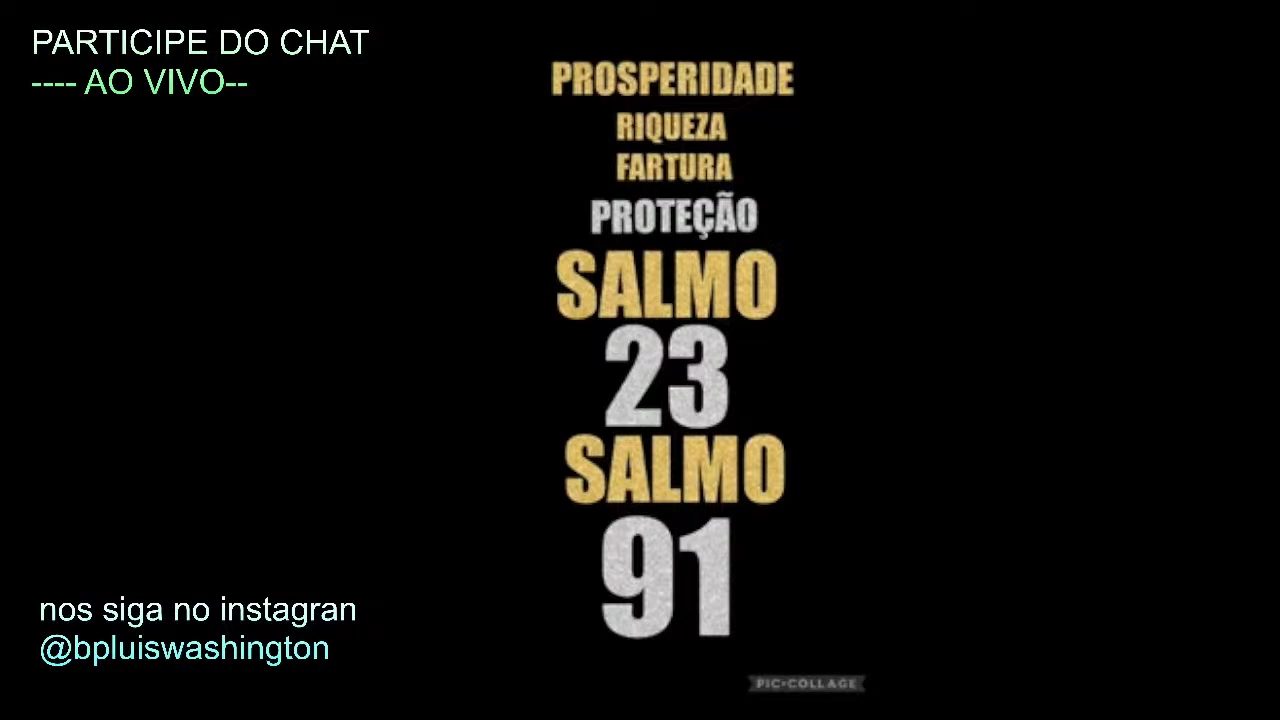 PARTICIPE DO CHAT
---- AO VIVO--
PROSPERIDADE
RIQUEZA
FARTURA
PROTEÇÃO
SALMO
23
SALMO
91
nos siga no instagran
@bpluiswashington
PIC•COLLAGE